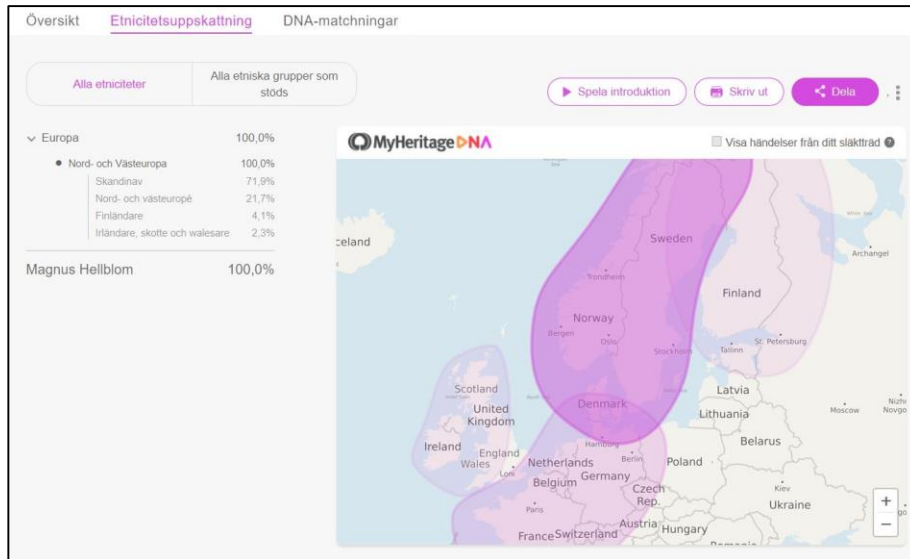 Översikt Etnicitetsuppskattning DNA-matchningar
Alla etniciteter
Alla etniska grupper som
stöds
Spela introduktion
Skriv ut
Dela
Europa 100,0%
Nord- och Västeuropa 100,0%
Skandinav 71,9%
Nord- och västeuropé 21,7%
Finländare 4,1%
Irländare, skotte och walesare 2,3%
Magnus Hellblom 100,0%
MyHeritage DNA
Visa händelser från ditt släktträd
celand
Sweden
Archangel
Trondheim
Finland
Norway
Bergen
Oslo
St. Petersburg
Stockholm
Tallinn
Scotland
Latvia
Denmark
Lithuania
Moscow
Nizhi
Novgo
United
Kingdom
Belarus
Ireland
England
Wales
Hamburg
Netherlands
Berlin
Poland
Lon
Belgium
Germany
Czech
Rep.
Kiev
Ukraine
Paris
Austria
Hungary
France
Switzerland
+
−